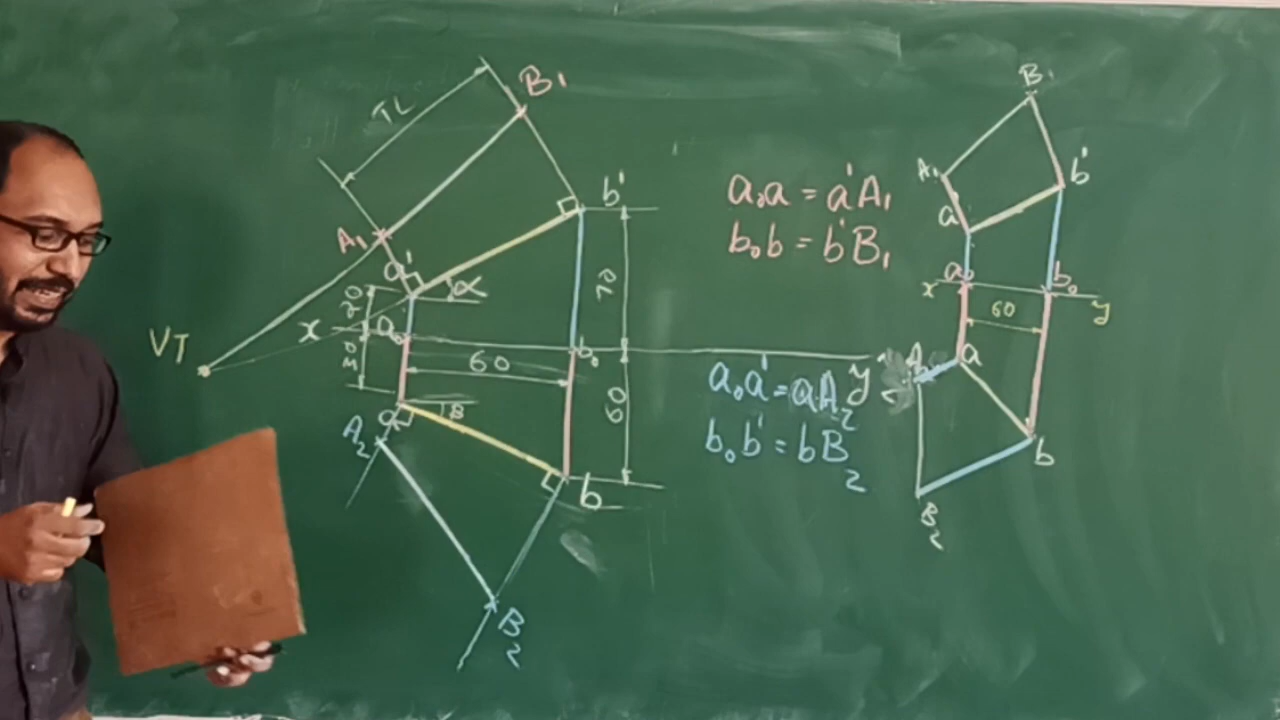 TL
B₁
A₁
a'
b'
α
20
x
a₀
b₀
70
VT
30
60
60
y
a
β
A₂
b
B₂
a₀a = a'A₁
b₀b = b'B₁
a₀a' = aA₂
b₀b' = bB₂
B₁
A₁
b'
a'
a₀
b₀
x
60
y
A₂
a
b
B₂